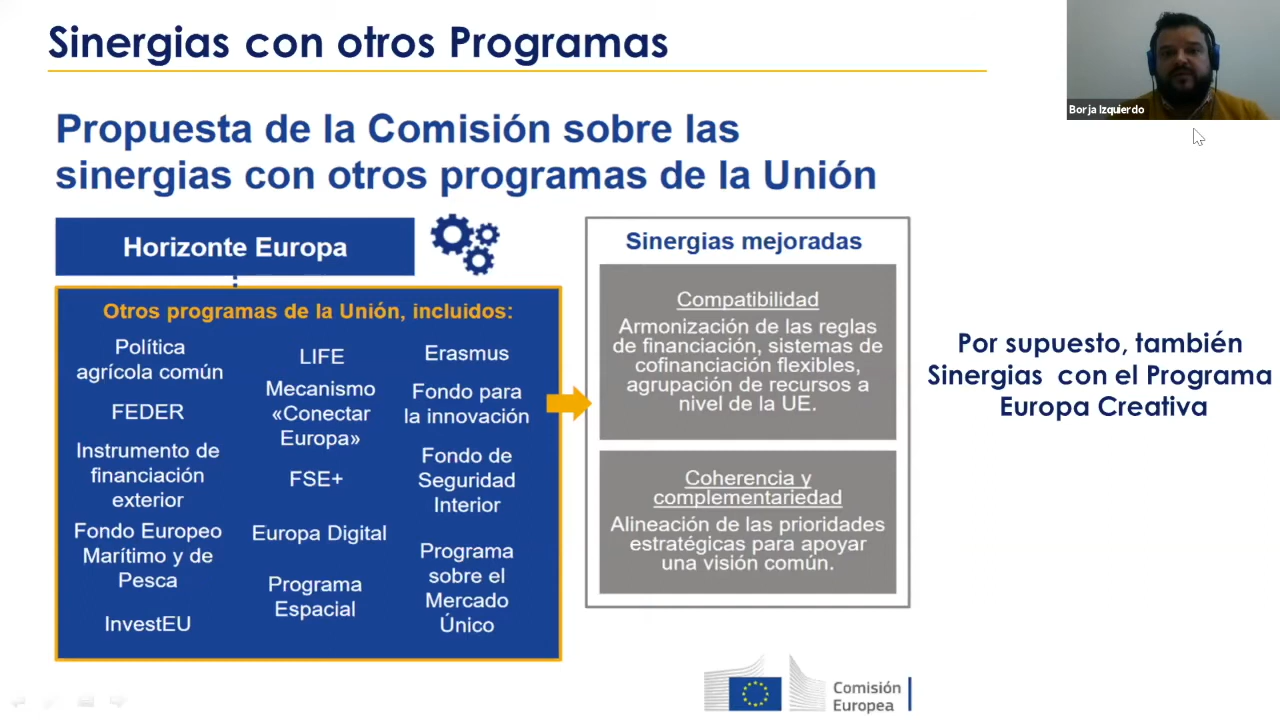 Sinergias con otros Programas
Borja Izquierdo
Propuesta de la Comisión sobre las
sinergias con otros programas de la Unión
Horizonte Europa
Otros programas de la Unión, incluidos:
Política
agrícola común
FEDER
Instrumento de
financiación
exterior
Fondo Europeo
Marítimo y de
Pesca
InvestEU
LIFE
Mecanismo
«Conectar
Europa»
FSE+
Europa Digital
Programa
Espacial
Erasmus
Fondo para
la innovación
Fondo de
Seguridad
Interior
Programa
sobre el
Mercado
Único
Sinergias mejoradas
Compatibilidad
Armonización de las reglas
de financiación, sistemas de
cofinanciación flexibles,
agrupación de recursos a
nivel de la UE.
Coherencia y
complementariedad
Alineación de las prioridades
estratégicas para apoyar
una visión común.
Por supuesto, también
Sinergias con el Programa
Europa Creativa
Comisión
Europea